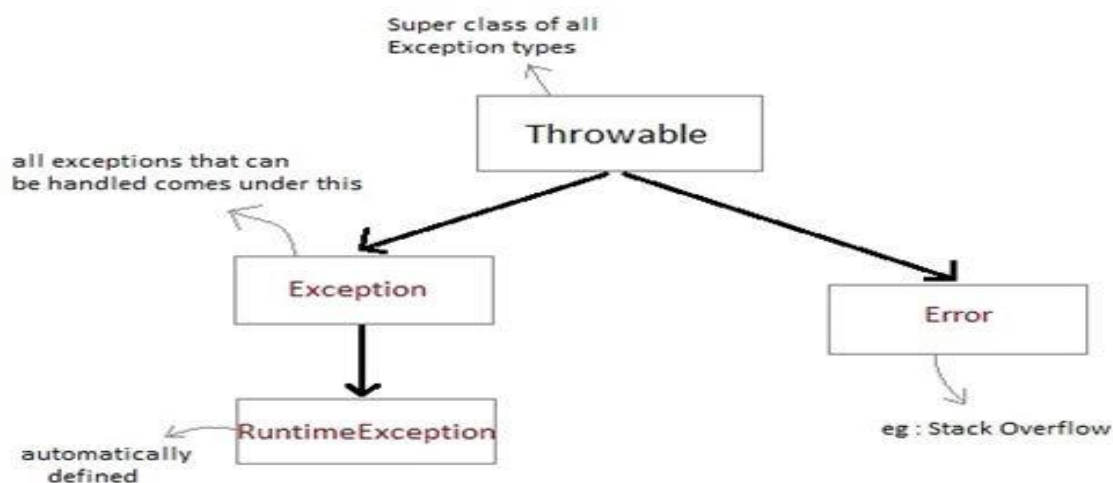 Super class of all
Exception types
Throwable
all exceptions that can
be handled comes under this
Exception
Error
RuntimeException
eg : Stack Overflow
automatically
defined